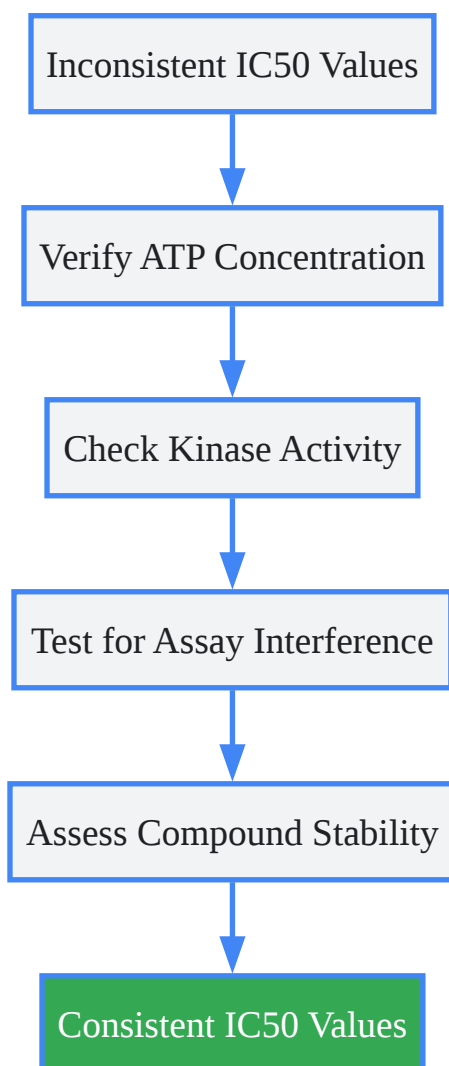 Inconsistent IC50 Values
Verify ATP Concentration
Check Kinase Activity
Test for Assay Interference
Assess Compound Stability
Consistent IC50 Values